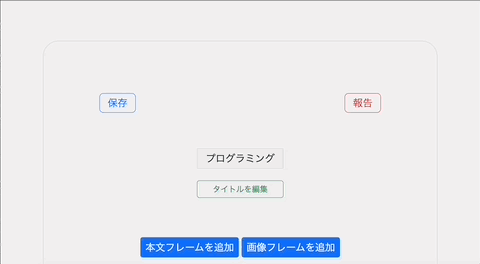 保存
報告
プログラミング
タイトルを編集
本文フレームを追加
画像フレームを追加